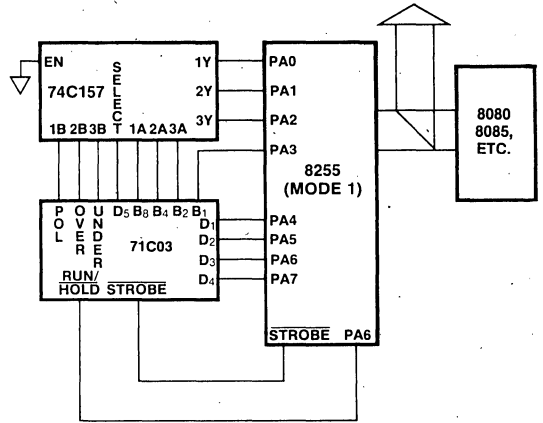 EN
SELECT
1Y
74C157
2Y
3Y
1B 2B 3B 1A 2A 3A
PA0
PA1
PA2
PA3
8255
(MODE 1)
PA4
PA5
PA6
PA7
STROBE PA6
8080
8085,
ETC.
POL
OVER
UNDER
D5 B8 B4 B2 B1
D1
71C03
D2
D3
RUN/
HOLD STROBE
D4